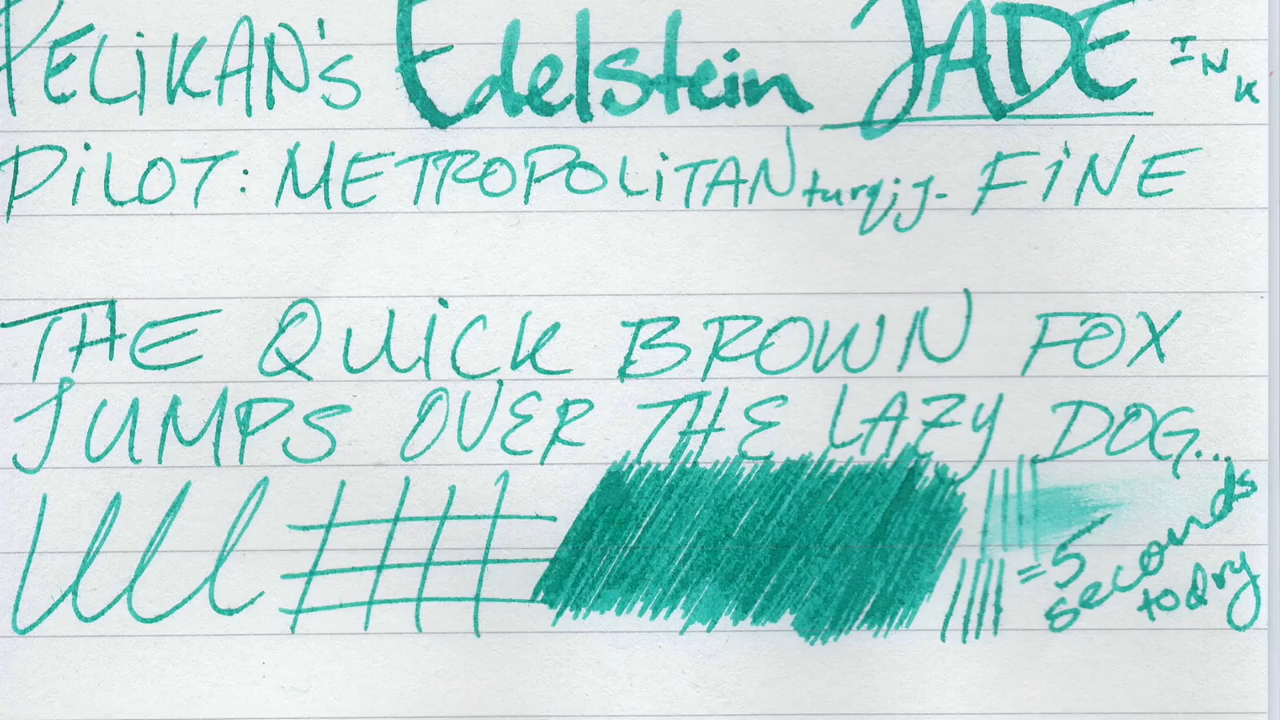 PELiKAN's Edelstein JADE INK
PiLOT: METROPOLiTAN turqij. FiNE
THE QUiCK BROWN FOX
JUMPS OVER THE LAZY DOG...
= 5 seconds to dry